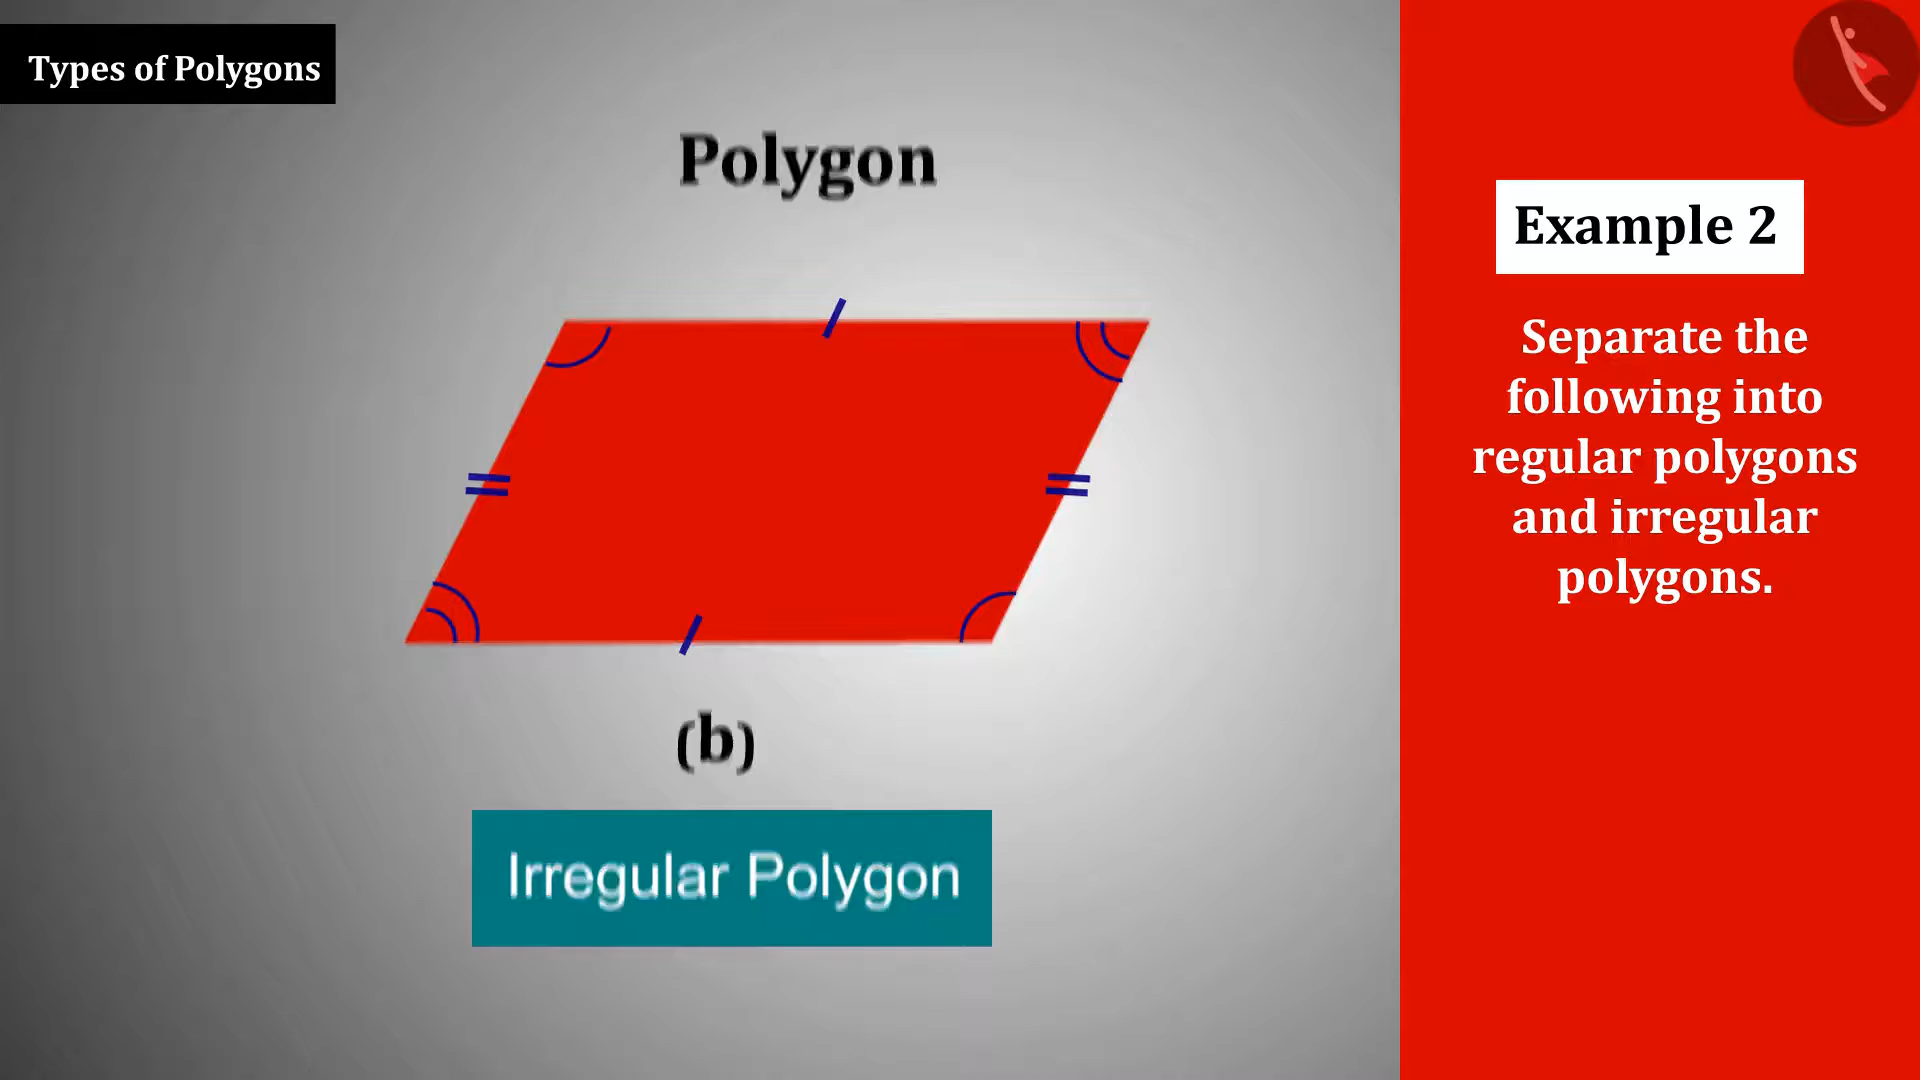 Types of Polygons
Polygon
(b)
Irregular Polygon
Example 2
Separate the
following into
regular polygons
and irregular
polygons.